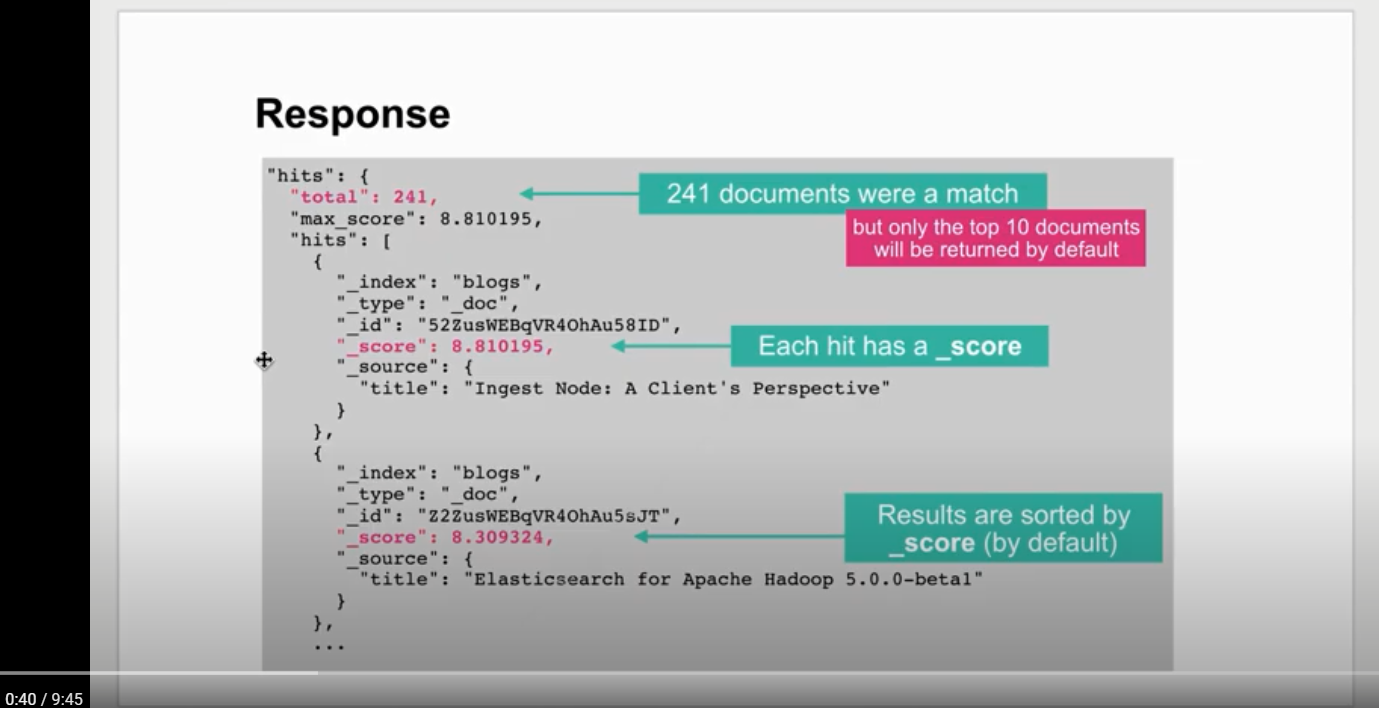 Response
"hits": {
"total": 241,
241 documents were a match
"max_score": 8.810195,
but only the top 10 documents
will be returned by default
"hits": [
{
"_index": "blogs",
"_type": "_doc",
"_id": "52ZusWEBqVR4OhAu58ID",
"_score": 8.810195,
Each hit has a _score
"_source": {
"title": "Ingest Node: A Client's Perspective"
}
},
{
"_index": "blogs",
"_type": "_doc",
"_id": "Z2ZusWEBqVR4OhAu5sJT",
"_score": 8.309324,
Results are sorted by
_score (by default)
"_source": {
"title": "Elasticsearch for Apache Hadoop 5.0.0-beta1"
}
},
...
0:40 / 9:45